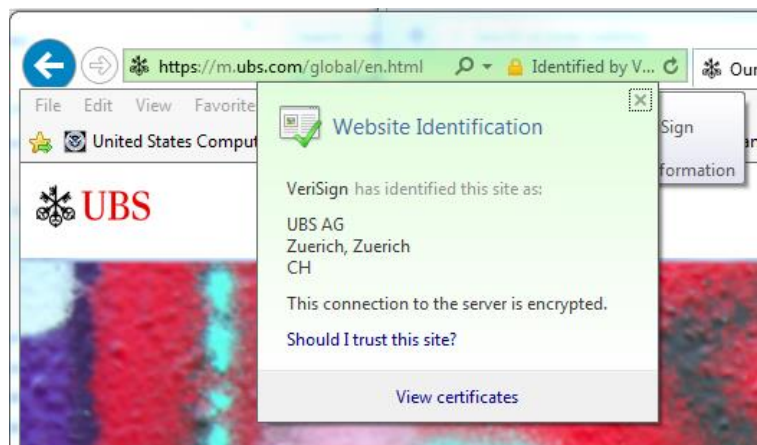 https://m.ubs.com/global/en.html Identified by V... Our
File Edit View Favorite
United States Comput
Sign
formation
Website Identification
VeriSign has identified this site as:
UBS AG
Zuerich, Zuerich
CH
This connection to the server is encrypted.
Should I trust this site?
View certificates
UBS